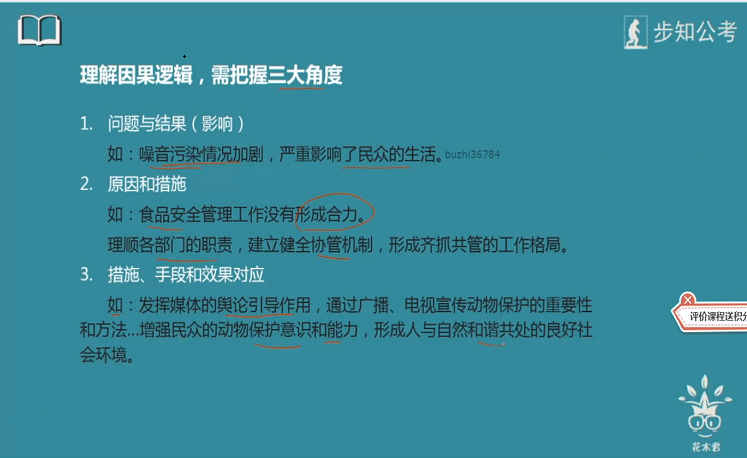 步知公考
理解因果逻辑，需把握三大角度
1. 问题与结果（影响）
如：噪音污染情况加剧，严重影响了民众的生活。buzhi36784
2. 原因和措施
如：食品安全管理工作没有形成合力。
理顺各部门的职责，建立健全协管机制，形成齐抓共管的工作格局。
3. 措施、手段和效果对应
如：发挥媒体的舆论引导作用，通过广播、电视宣传动物保护的重要性
和方法...增强民众的动物保护意识和能力，形成人与自然和谐共处的良好社
会环境。
评价课程送积分
花木君